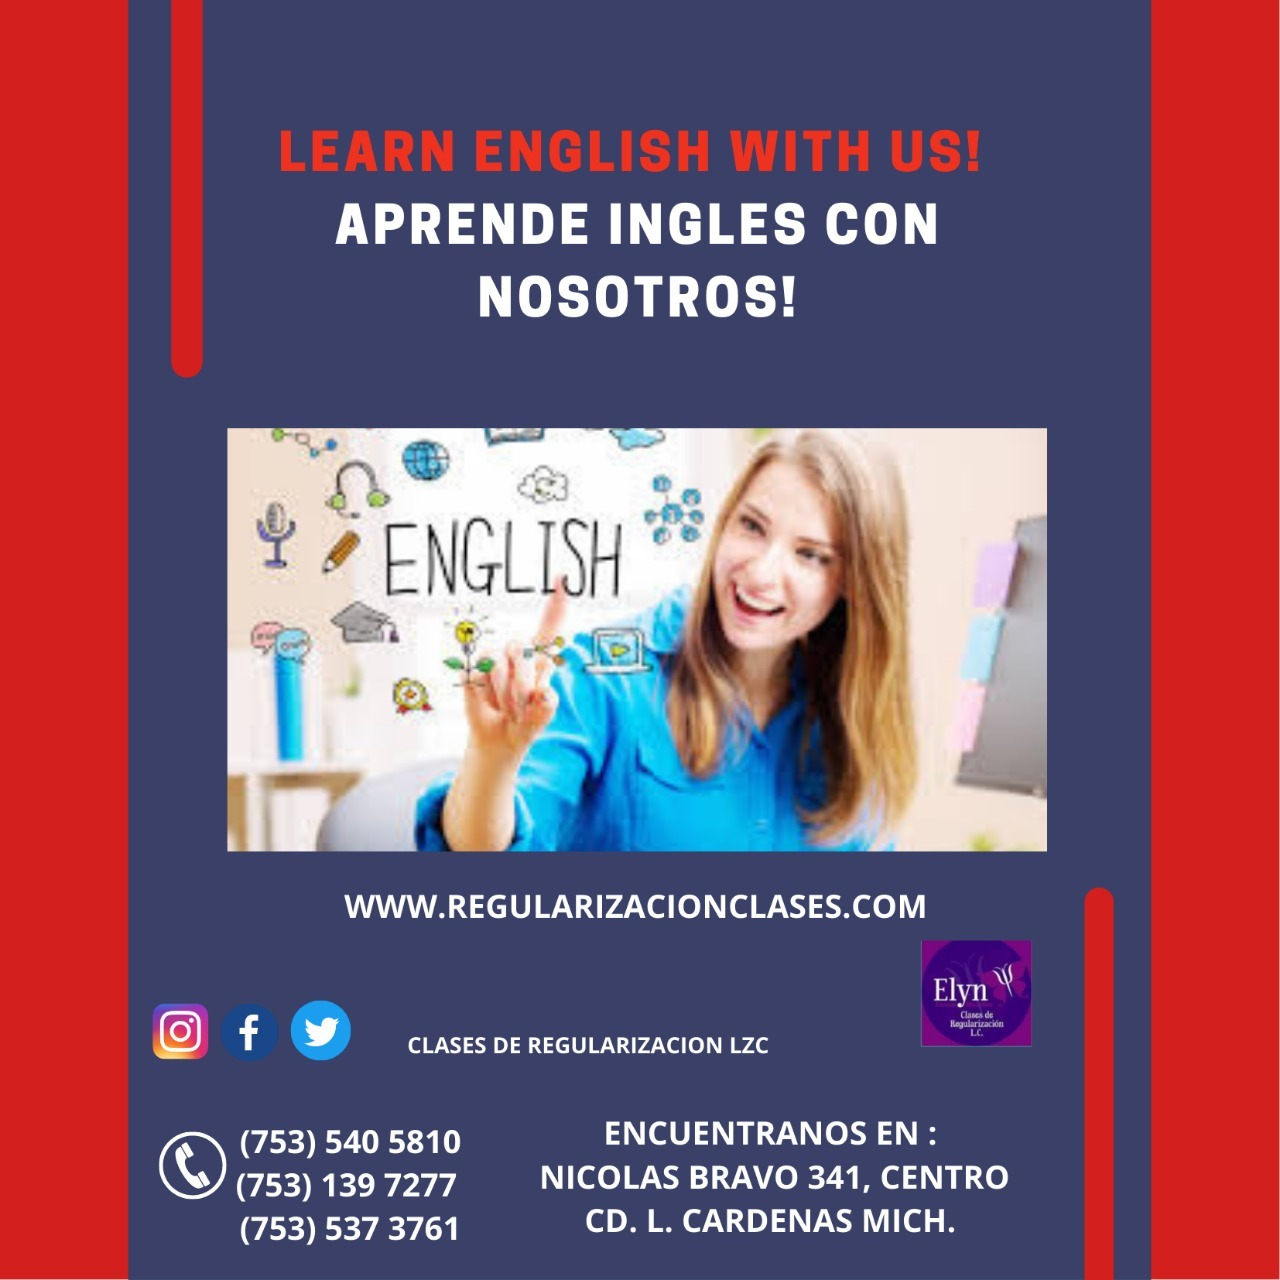 LEARN ENGLISH WITH US!
APRENDE INGLES CON
NOSOTROS!
ENGLISH
WWW.REGULARIZACIONCLASES.COM
Elyn
Clases de
Regularización
L.C.
CLASES DE REGULARIZACION LZC
(753) 540 5810
(753) 139 7277
(753) 537 3761
ENCUENTRANOS EN :
NICOLAS BRAVO 341, CENTRO
CD. L. CARDENAS MICH.